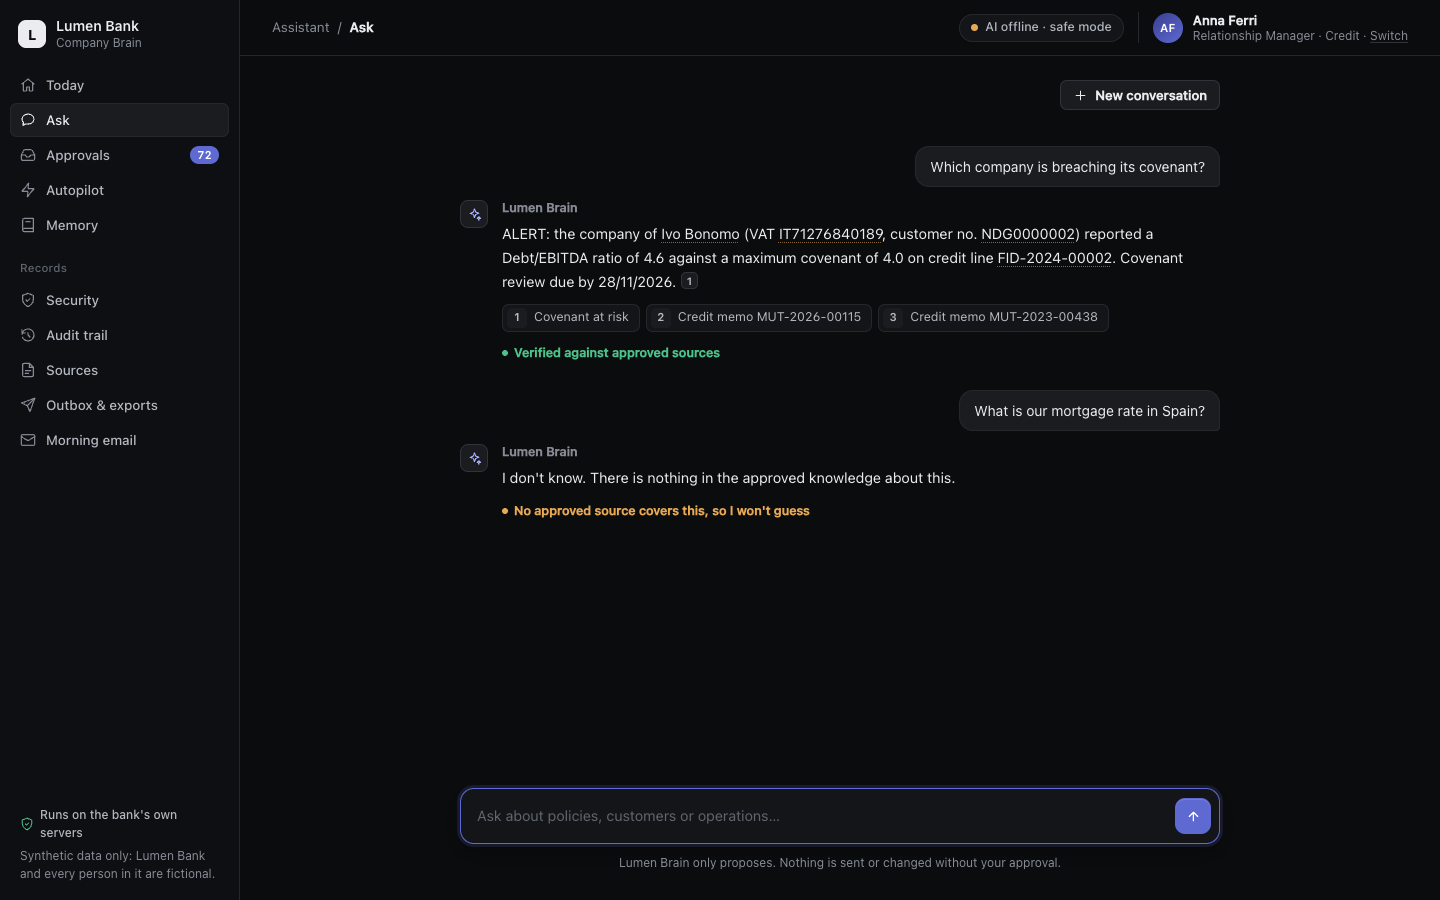 L
Lumen Bank
Company Brain
Today
Ask
Approvals 72
Autopilot
Memory
Records
Security
Audit trail
Sources
Outbox & exports
Morning email
Runs on the bank's own
servers
Synthetic data only: Lumen Bank
and every person in it are fictional.
Assistant / Ask
AI offline · safe mode
AF
Anna Ferri
Relationship Manager · Credit · Switch
New conversation
Which company is breaching its covenant?
Lumen Brain
ALERT: the company of Ivo Bonomo (VAT IT71276840189, customer no. NDG0000002) reported a
Debt/EBITDA ratio of 4.6 against a maximum covenant of 4.0 on credit line FID-2024-00002. Covenant
review due by 28/11/2026. 1
1 Covenant at risk 2 Credit memo MUT-2026-00115 3 Credit memo MUT-2023-00438
Verified against approved sources
What is our mortgage rate in Spain?
Lumen Brain
I don't know. There is nothing in the approved knowledge about this.
No approved source covers this, so I won't guess
Ask about policies, customers or operations...
Lumen Brain only proposes. Nothing is sent or changed without your approval.